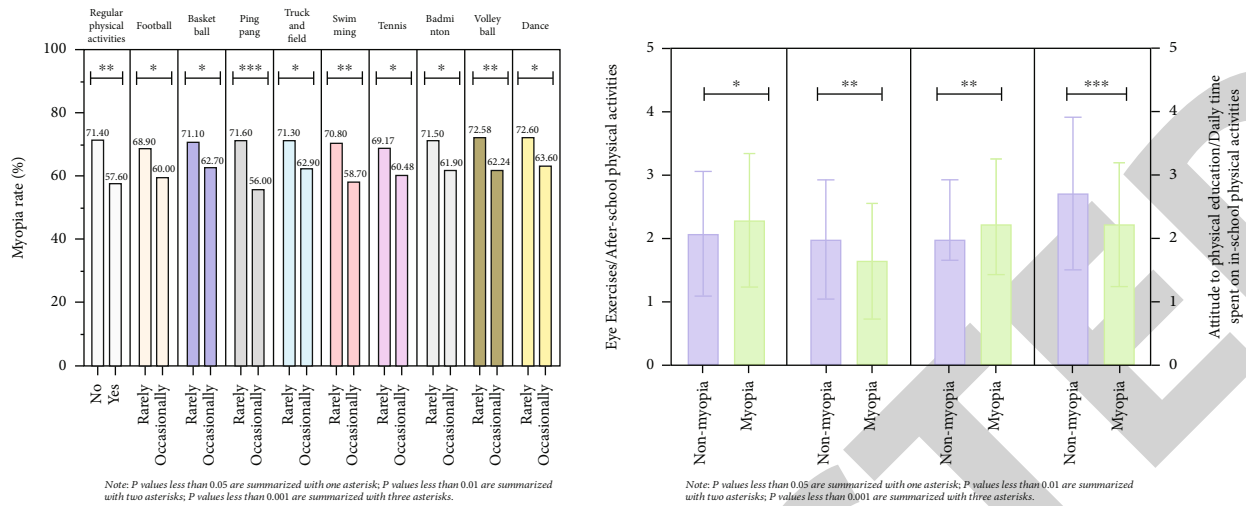 Regular physical activities
Football
Basket ball
Ping pang
Truck and field
Swim ming
Tennis
Badmi nton
Volley ball
Dance
100
80
60
40
20
0
Myopia rate (%)
**
*
*
***
*
**
*
*
**
*
71.40
57.60
68.90
60.00
71.10
62.70
71.60
56.00
71.30
62.90
70.80
58.70
69.17
60.48
71.50
61.90
72.58
62.24
72.60
63.60
No
Yes
Rarely
Occasionally
Rarely
Occasionally
Rarely
Occasionally
Rarely
Occasionally
Rarely
Occasionally
Rarely
Occasionally
Rarely
Occasionally
Rarely
Occasionally
Rarely
Occasionally
Note: P values less than 0.05 are summarized with one asterisk; P values less than 0.01 are summarized
with two asterisks; P values less than 0.001 are summarized with three asterisks.
5
4
3
2
1
0
Eye Exercises/After-school physical activities
*
**
**
***
Non-myopia
Myopia
Non-myopia
Myopia
Non-myopia
Myopia
Non-myopia
Myopia
5
4
3
2
1
0
Attitude to physical education/Daily time
spent on in-school physical activities
Note: P values less than 0.05 are summarized with one asterisk; P values less than 0.01 are summarized
with two asterisks; P values less than 0.001 are summarized with three asterisks.